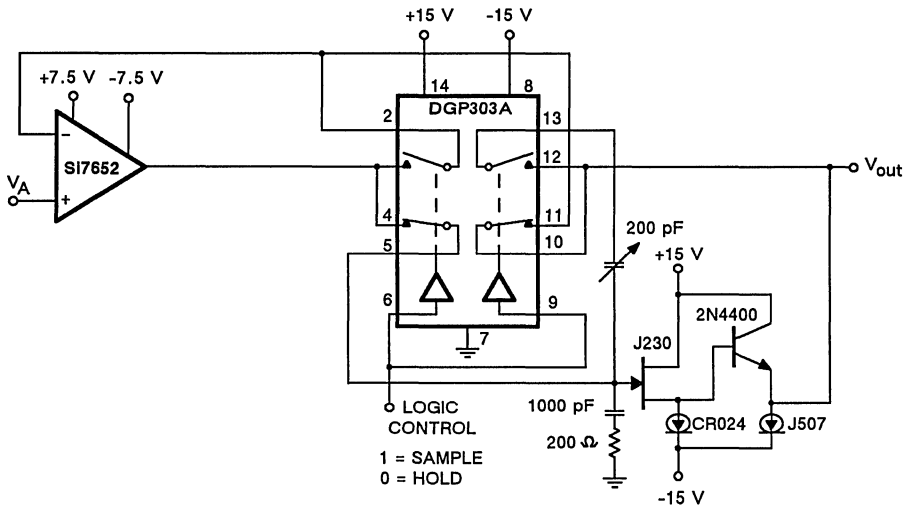 +15 V
-15 V
+7.5 V
-7.5 V
14
8
DGP303A
2
13
−
SI7652
12
V_A
+
V_out
4
11
5
10
200 pF
+15 V
6
9
2N4400
7
J230
1000 pF
LOGIC
CONTROL
CR024
J507
200 Ω
1 = SAMPLE
0 = HOLD
-15 V